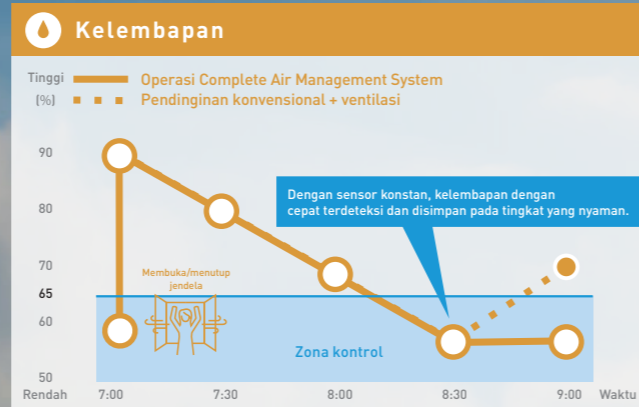 Kelembapan
Tinggi
(%)
Operasi Complete Air Management System
Pendinginan konvensional + ventilasi
90
80
70
65
60
50
Dengan sensor konstan, kelembapan dengan
cepat terdeteksi dan disimpan pada tingkat yang nyaman.
Membuka/menutup
jendela
Zona kontrol
Rendah
7:00
7:30
8:00
8:30
9:00
Waktu